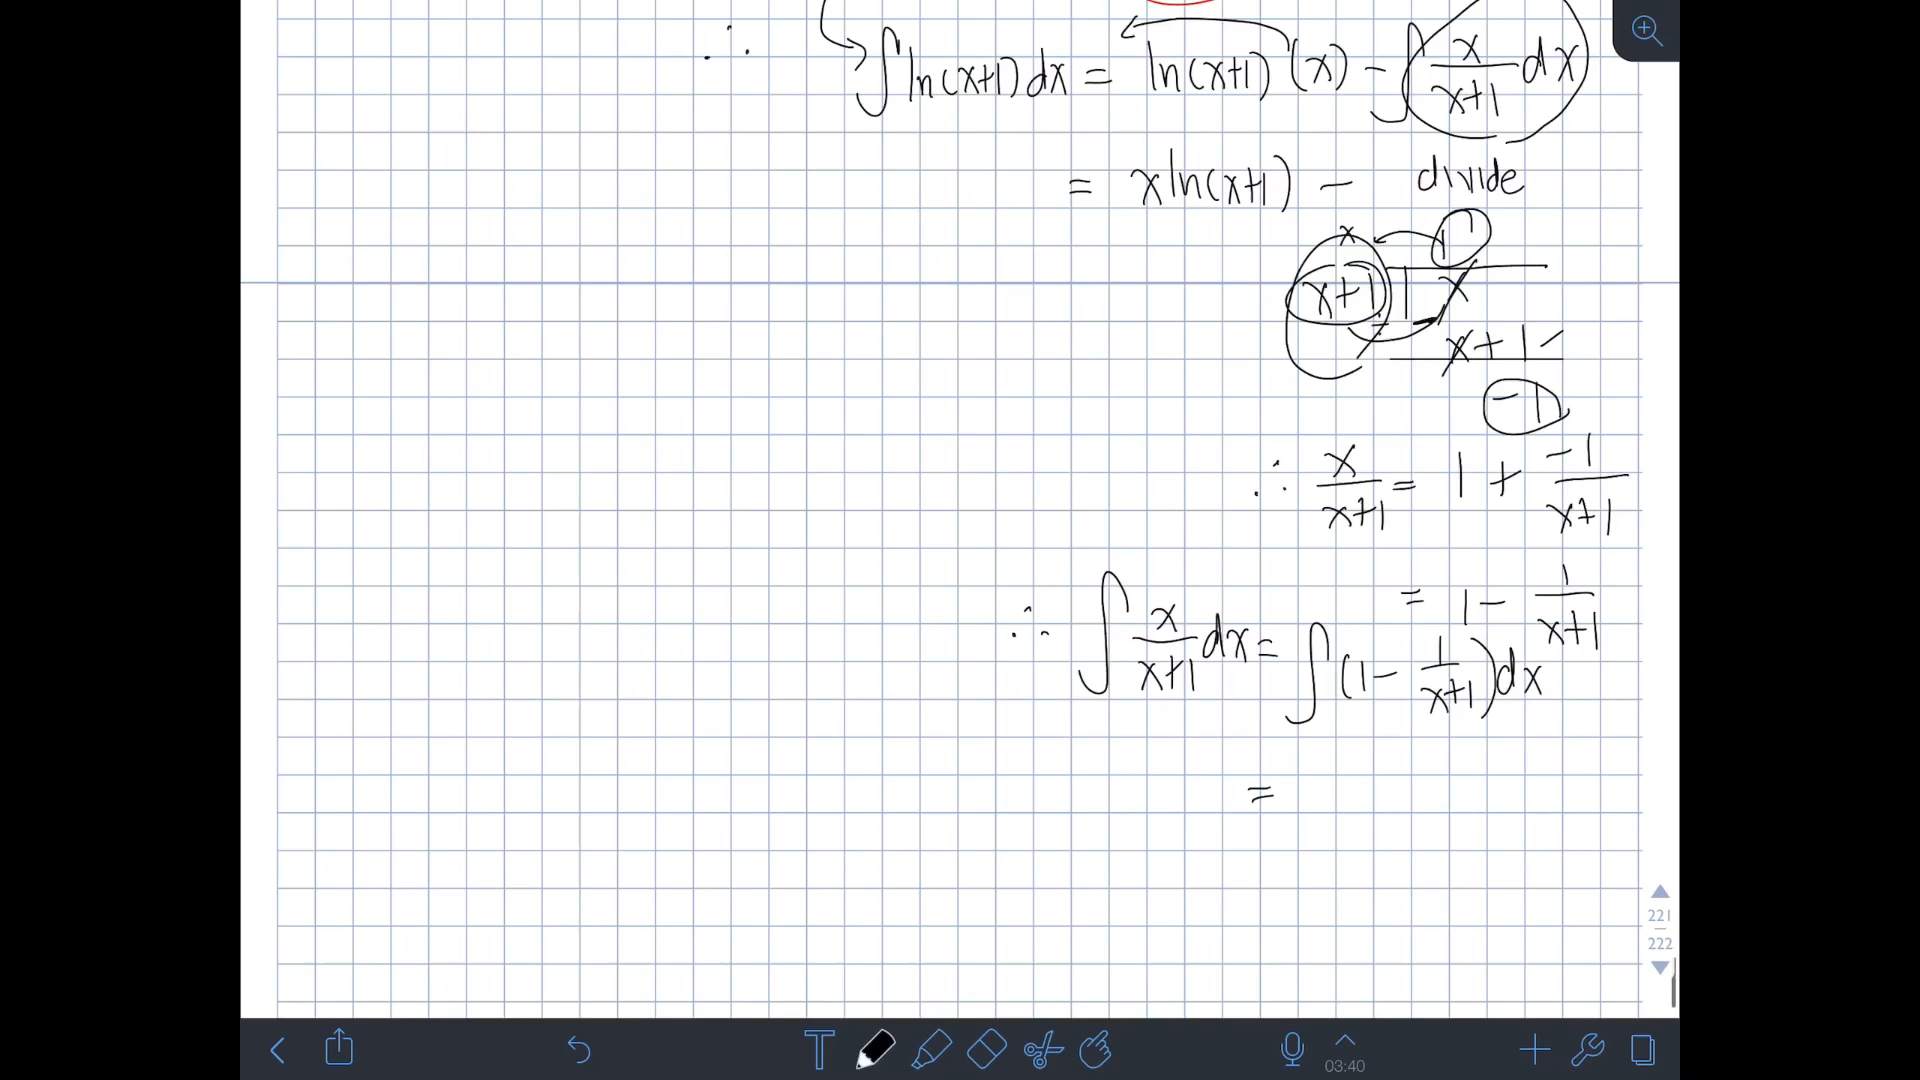 ∴ ∫ ln(x+1) dx = ln(x+1) (x) - ∫ x/(x+1) dx
= x ln(x+1) - divide
x 1
x+1 | x
x+1 -
-1
∴ x/(x+1) = 1 + -1/(x+1)
= 1 - 1/(x+1)
∴ ∫ x/(x+1) dx = ∫ (1 - 1/(x+1)) dx
=
221
222
T
03:40